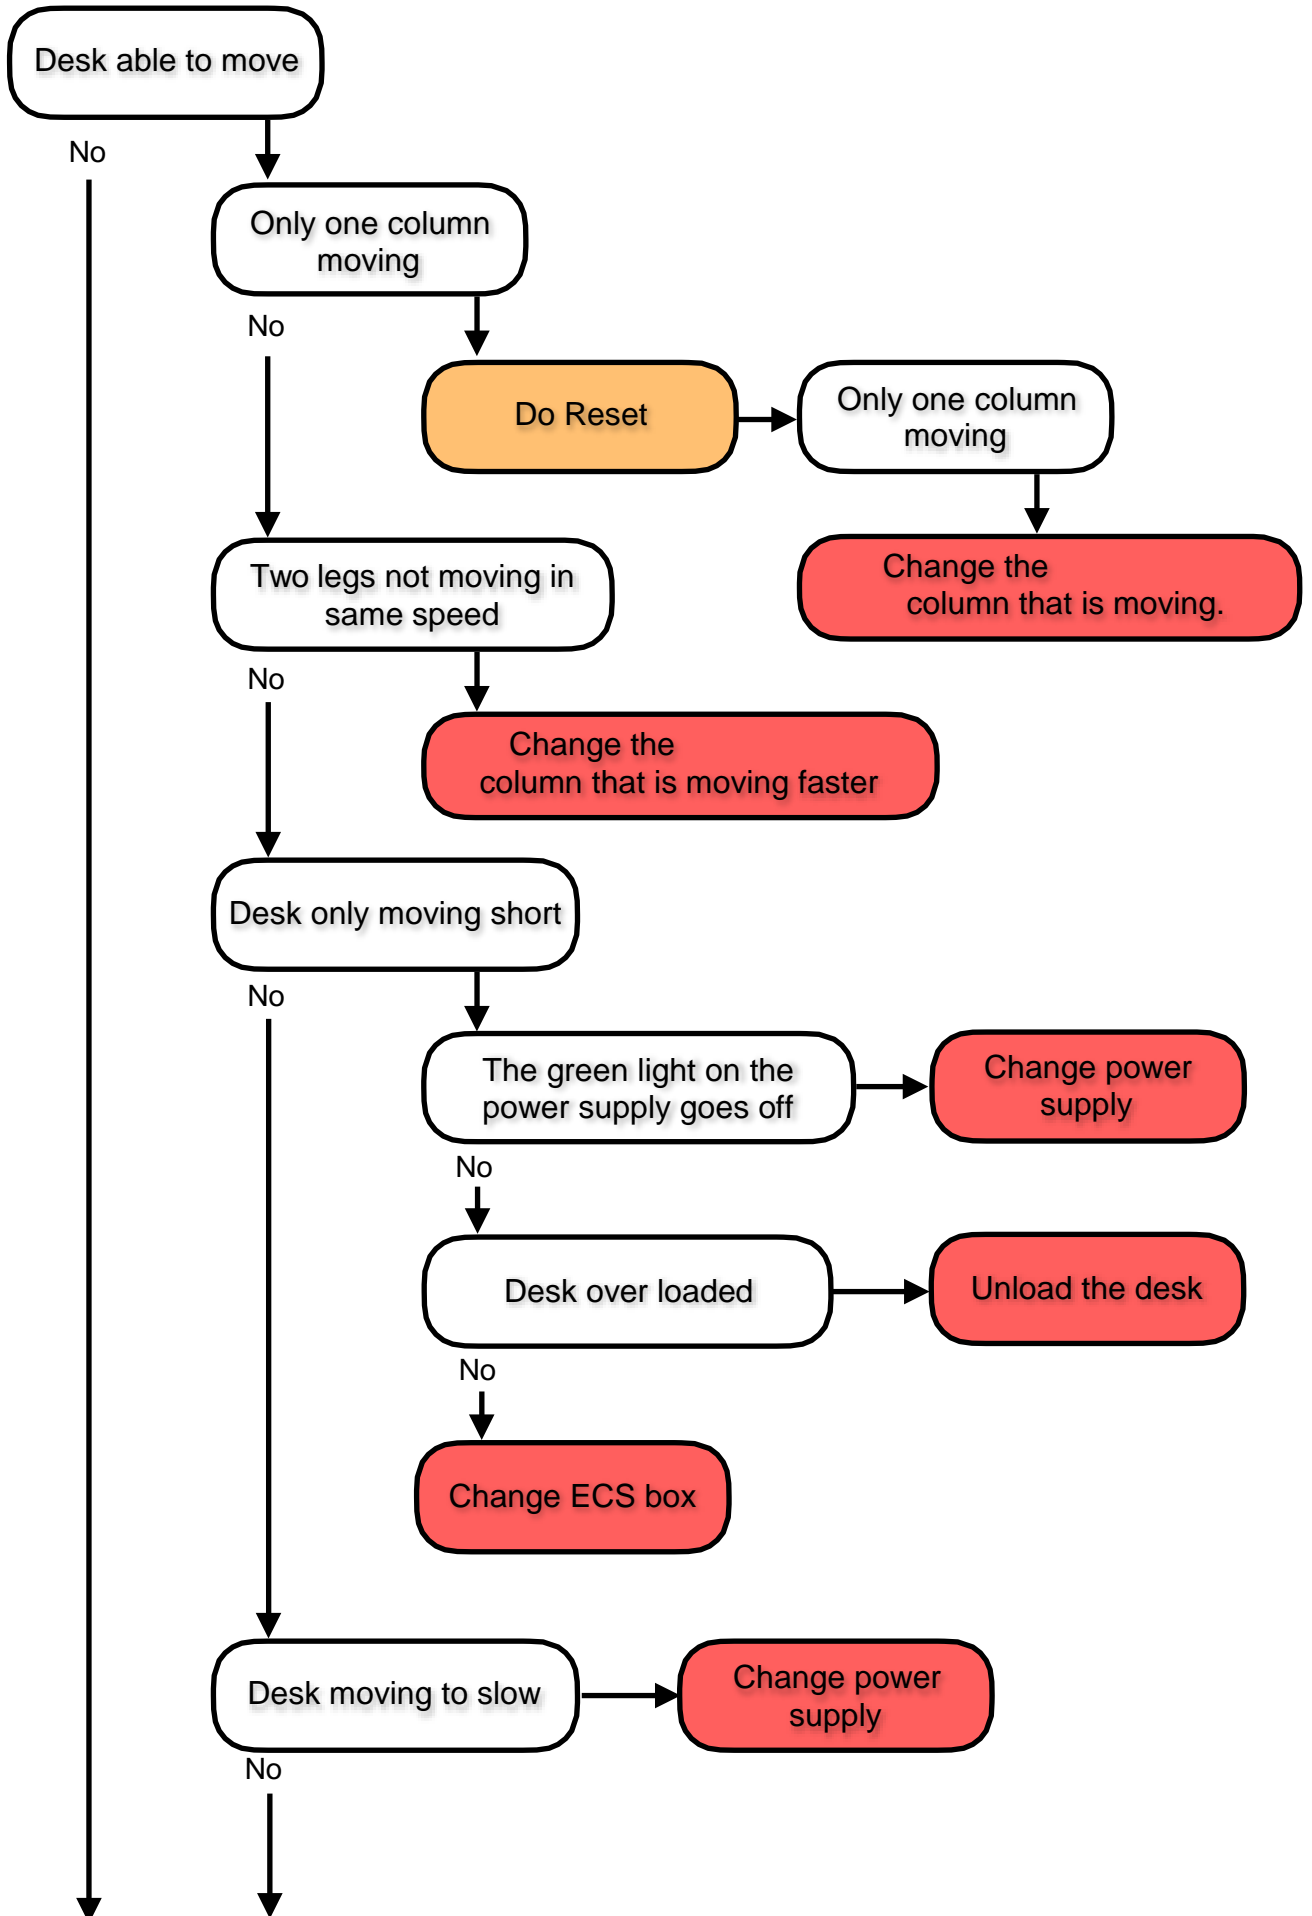 Desk able to move
No
Only one column
moving
No
Do Reset
Only one column
moving
Change the
column that is moving.
Two legs not moving in
same speed
No
Change the
column that is moving faster
Desk only moving short
No
The green light on the
power supply goes off
Change power
supply
No
Desk over loaded
Unload the desk
No
Change ECS box
Desk moving to slow
Change power
supply
No